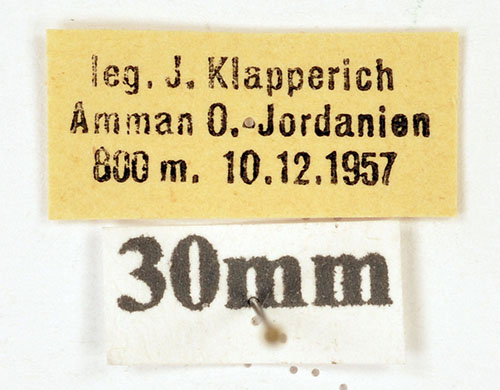 leg. J. Klapperich
Amman O.-Jordanien
800 m. 10.12.1957
30mm